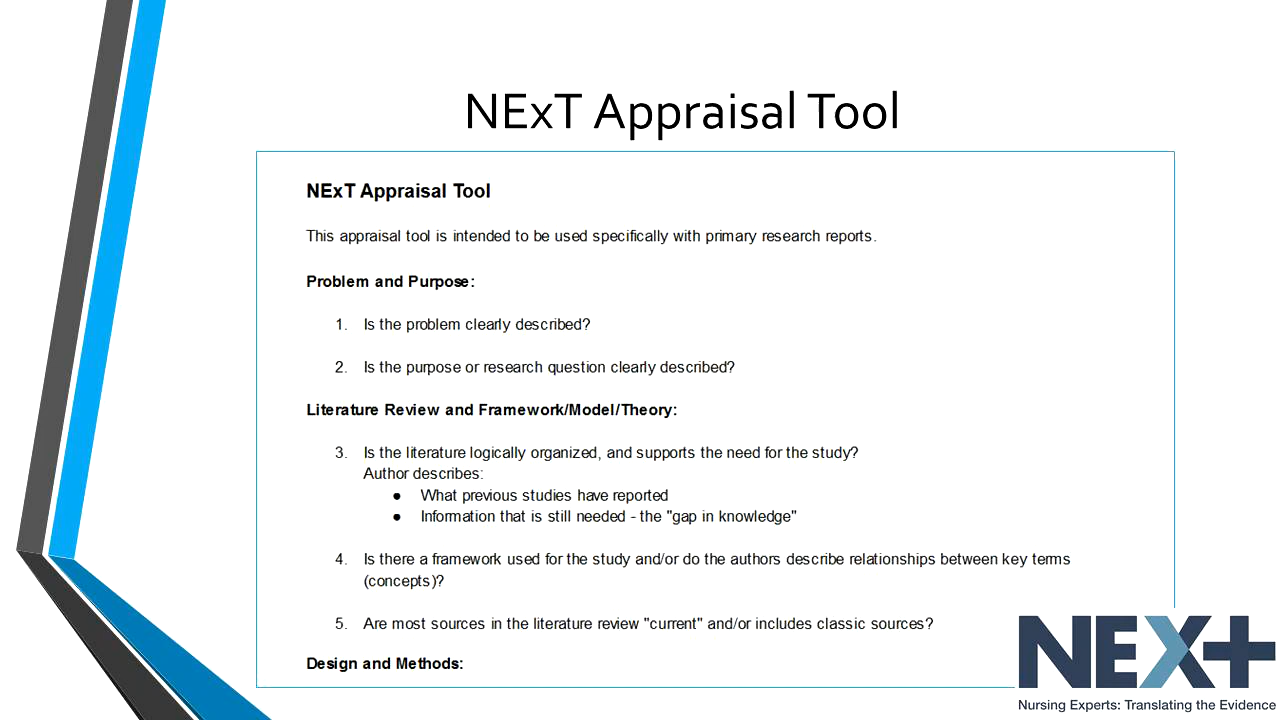 NExT Appraisal Tool
NExT Appraisal Tool
This appraisal tool is intended to be used specifically with primary research reports.
Problem and Purpose:
1. Is the problem clearly described?
2. Is the purpose or research question clearly described?
Literature Review and Framework/Model/Theory:
3. Is the literature logically organized, and supports the need for the study?
Author describes:
● What previous studies have reported
● Information that is still needed - the "gap in knowledge"
4. Is there a framework used for the study and/or do the authors describe relationships between key terms
(concepts)?
5. Are most sources in the literature review "current" and/or includes classic sources?
Design and Methods:
NEXT
Nursing Experts: Translating the Evidence